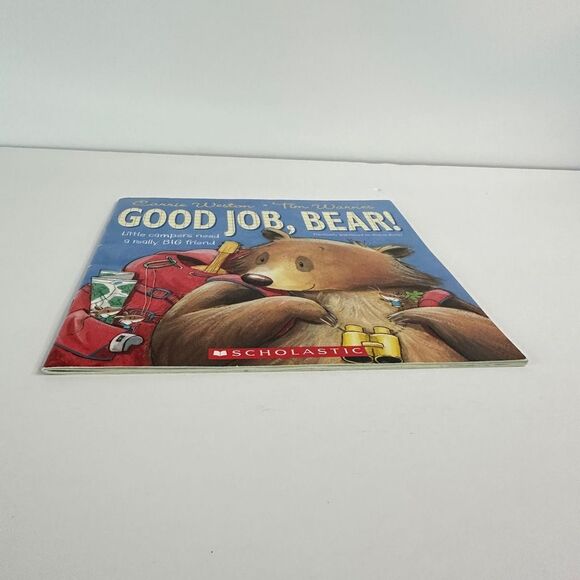 Carrie Weston • Tim Warnes
GOOD JOB, BEAR!
Little campers need
a really BIG friend
SCHOLASTIC